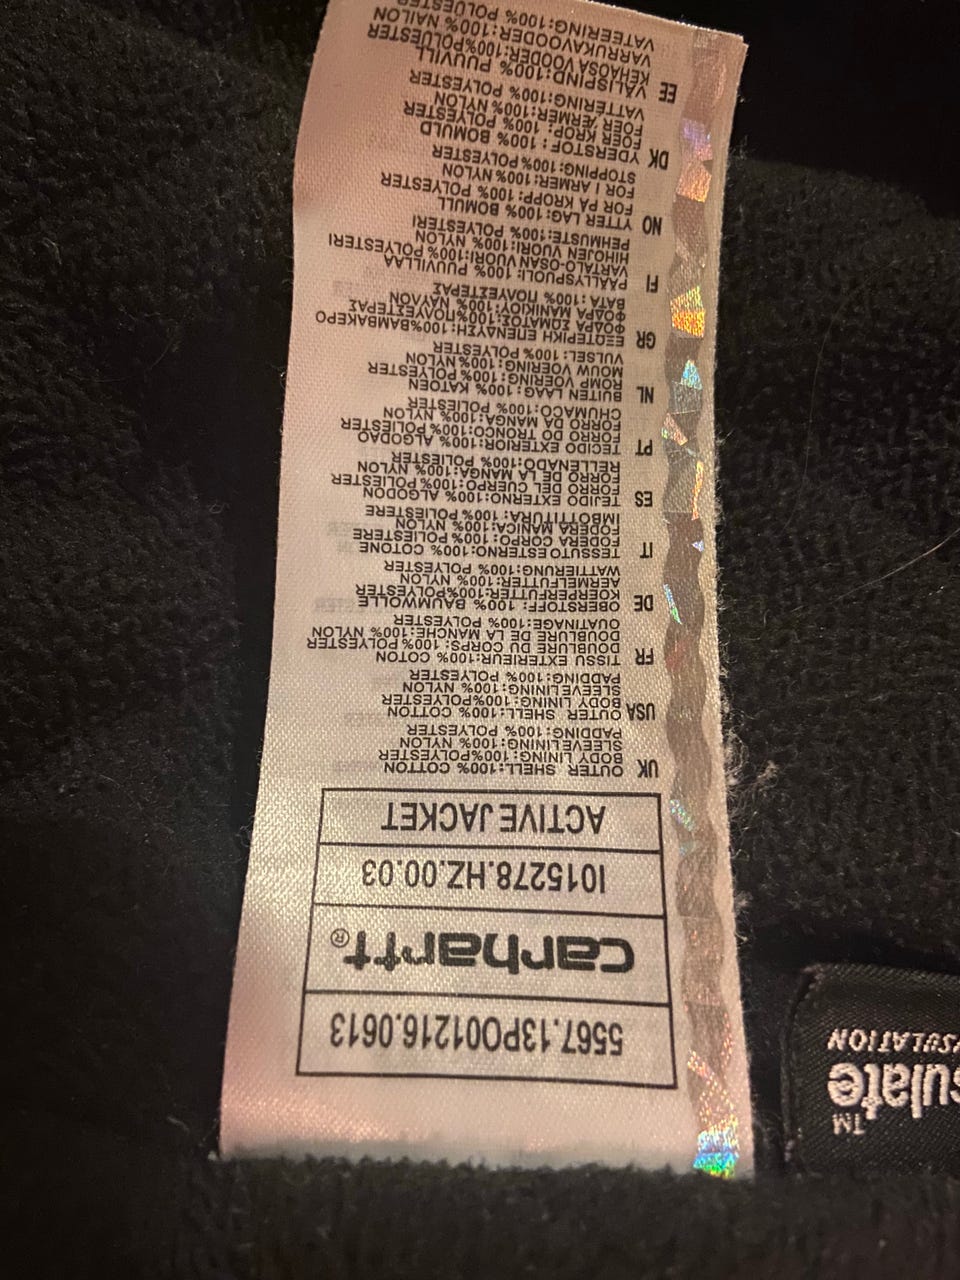 5567.13PO01216.0613
carhartt®
I015278.HZ.00.03
ACTIVE JACKET
UK OUTER SHELL:100% COTTON
BODY LINING:100%POLYESTER
SLEEVELINING:100% NYLON
PADDING:100% POLYESTER
USA OUTER SHELL:100% COTTON
BODY LINING:100%POLYESTER
SLEEVELINING:100% NYLON
PADDING:100% POLYESTER
FR TISSU EXTERIEUR:100% COTON
DOUBLURE DU CORPS:100%POLYESTER
DOUBLURE DE LA MANCHE:100% NYLON
OUATINAGE:100% POLYESTER
DE OBERSTOFF:100% BAUMWOLLE
KOERPERFUTTER:100%POLYESTER
AERMELFUTTER:100% NYLON
WATTIERUNG:100% POLYESTER
IT TESSUTO ESTERNO:100% COTONE
FODERA CORPO:100% POLIESTERE
FODERA MANICA:100% NYLON
IMBOTTITURA:100% POLIESTERE
ES TEJIDO EXTERNO:100% ALGODON
FORRO DEL CUERPO:100% POLIESTER
FORRO DE LA MANGA:100% NYLON
RELLENADO:100% POLIESTER
PT TECIDO EXTERIOR:100% ALGODAO
FORRO DO TRONCO:100% POLIESTER
FORRO DA MANGA:100% NYLON
CHUMACO:100% POLIESTER
NL BUITEN LAAG:100% KATOEN
ROMP VOERING:100% POLYESTER
MOUW VOERING:100%NYLON
VULSEL:100% POLYESTER
GR ΕΞΩΤΕΡΙΚΗ ΕΠΕΝΔΥΣΗ:100%ΒΑΜΒΑΚΕΡΟ
ΦΟΔΡΑ ΣΩΜΑΤΟΣ:100%ΠΟΛΥΕΣΤΕΡΑΣ
ΦΟΔΡΑ ΜΑΝΙΚΙΟΥ:100% ΝΑΥΛΟΝ
ΒΑΤΑ:100% ΠΟΛΥΕΣΤΕΡΑΣ
FI PÄÄLLYSPUOLI:100% PUUVILLAA
VARTALO-OSAN VUORI:100% POLYESTERI
HIHOJEN VUORI:100% NYLON
PEHMUSTE:100% POLYESTERI
NO YTTER LAG:100% BOMULL
FOR PÅ KROPP:100% POLYESTER
FOR I ARMER:100% NYLON
STOPPING:100%POLYESTER
DK YDERSTOF:100% BOMULD
FOER KROP:100% POLYESTER
FOER ÆRMER:100% NYLON
VATTERING:100% POLYESTER
EE VALISPIND:100% PUUVILL
KEHAOSA VOODER:100%POLUESTER
VARRUKAVOODER:100% NAILON
VATEERING:100% POLUESTER
sulate™
SULATION